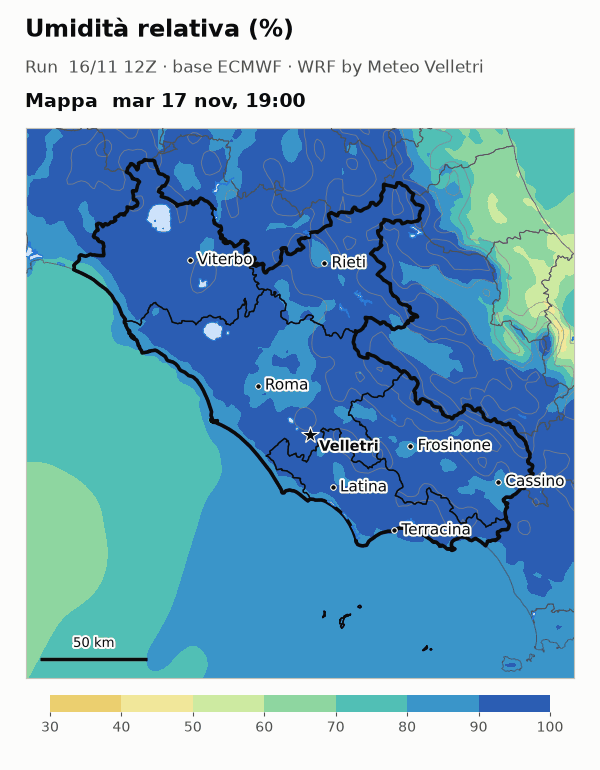 Umidità relativa (%)
Run  16/11 12Z · base ECMWF · WRF by Meteo Velletri
Mappa  mar 17 nov, 19:00
Viterbo
Rieti
Roma
Velletri
Frosinone
Cassino
Latina
Terracina
50 km
30 40 50 60 70 80 90 100